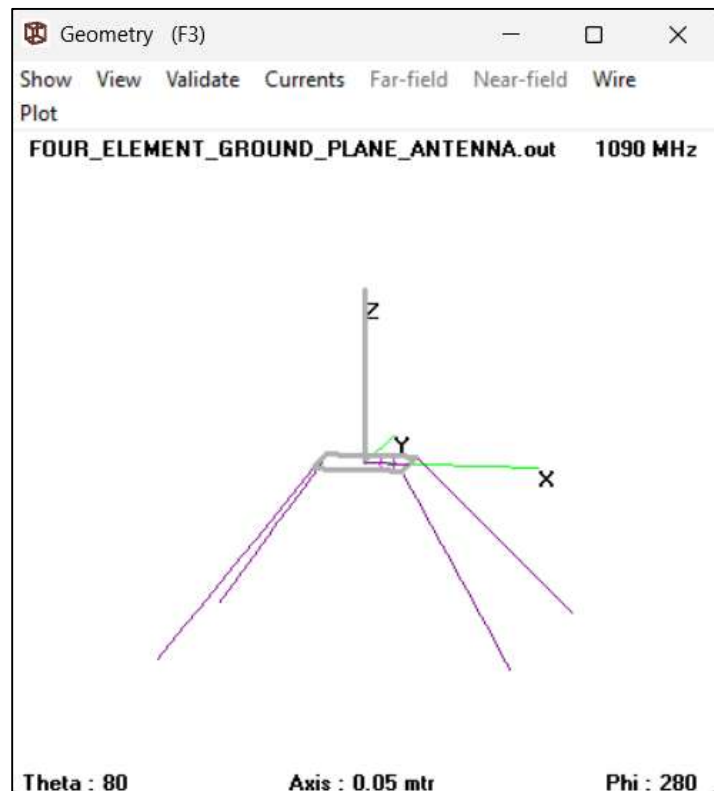 Geometry (F3)
Show View Validate Currents Far-field Near-field Wire
Plot
FOUR_ELEMENT_GROUND_PLANE_ANTENNA.out 1090 MHz
Z
Y
X
Theta : 80 Axis : 0.05 mtr Phi : 280